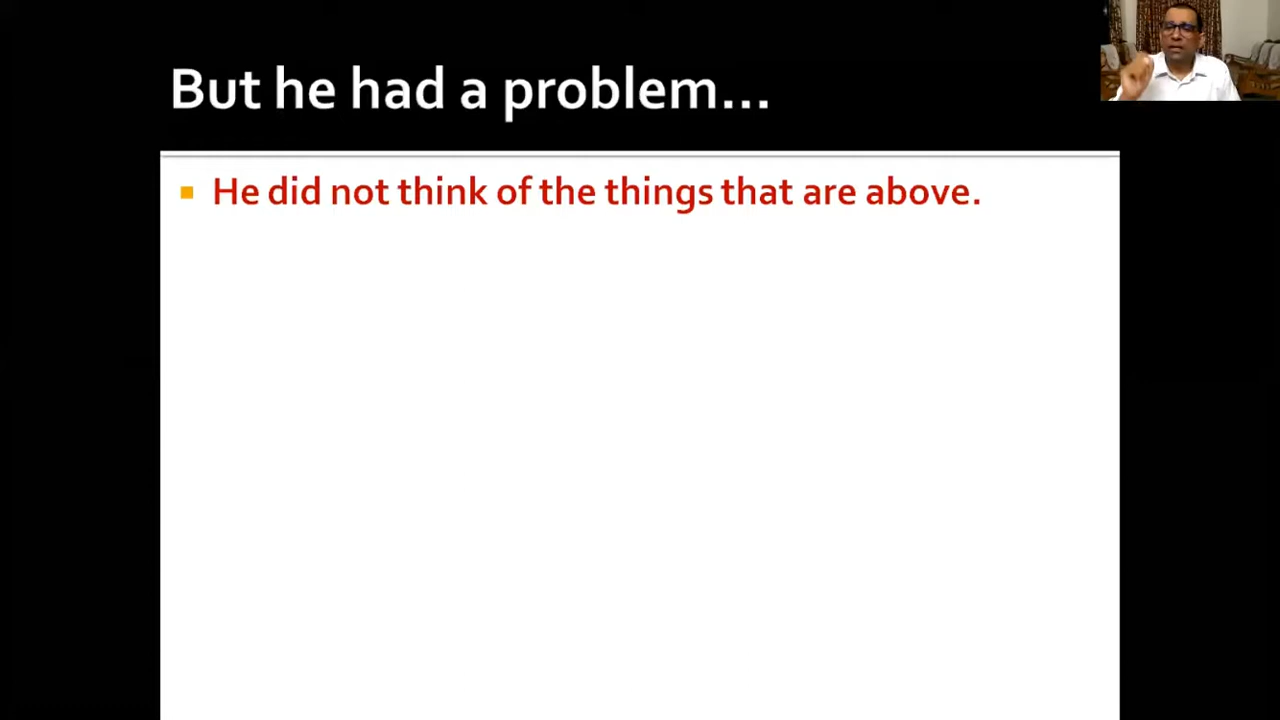 But he had a problem...
He did not think of the things that are above.